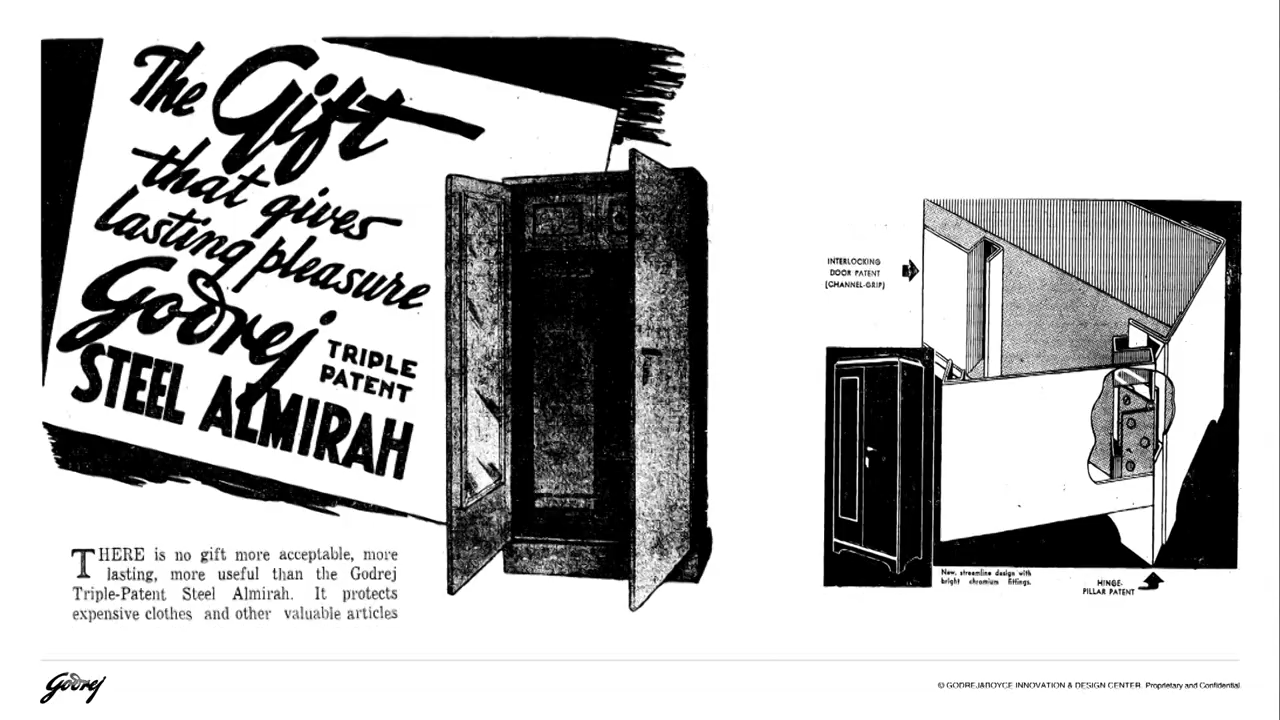 The Gift
that gives
lasting pleasure
Godrej
TRIPLE
PATENT
STEEL ALMIRAH
THERE is no gift more acceptable, more
lasting, more useful than the Godrej
Triple-Patent Steel Almirah. It protects
expensive clothes and other valuable articles
INTERLOCKING
DOOR PATENT
(CHANNEL-GRIP)
New, streamline design with
bright chromium fittings.
HINGE-
PILLAR PATENT
Godrej
© GODREJ&BOYCE INNOVATION & DESIGN CENTER. Proprietary and Confidential.